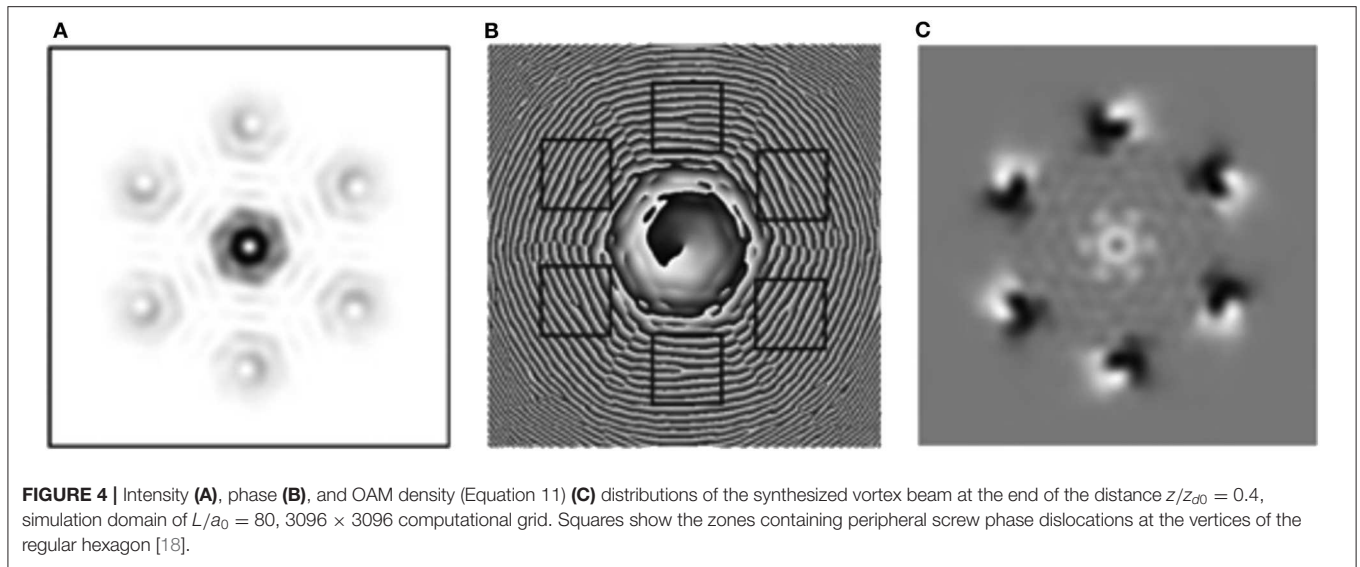 A
B
C
FIGURE 4 | Intensity (A), phase (B), and OAM density (Equation 11) (C) distributions of the synthesized vortex beam at the end of the distance z/z_{d0} = 0.4,
simulation domain of L/a_0 = 80, 3096 × 3096 computational grid. Squares show the zones containing peripheral screw phase dislocations at the vertices of the
regular hexagon [18].